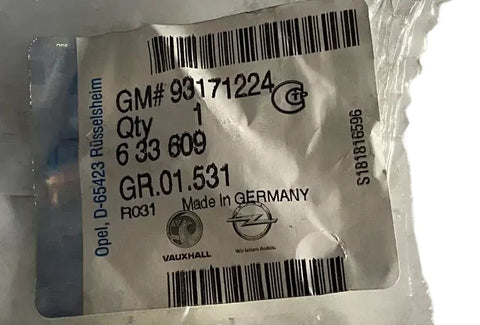 GM# 93171224
Qty 1
6 33 609
GR.01.531
R031 Made in GERMANY
VAUXHALL
Wir leben Autos.
Opel, D-65423 Rüsselsheim
S181816596